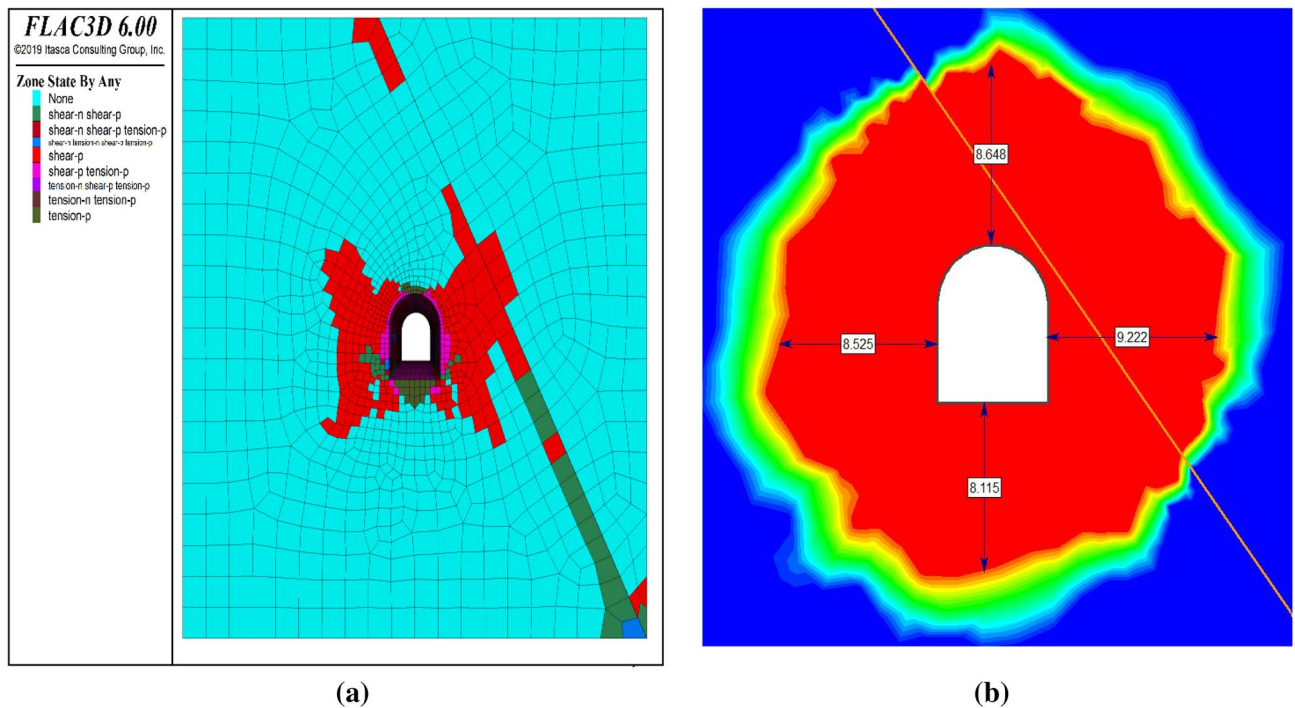 FLAC3D 6.00
©2019 Itasca Consulting Group, Inc.
Zone State By Any
None
shear-n shear-p
shear-n shear-p tension-p
shear-n tension-n shear-p tension-p
shear-p
shear-p tension-p
tension-n shear-p tension-p
tension-n tension-p
tension-p
8.648
8.525
9.222
8.115
(a)
(b)